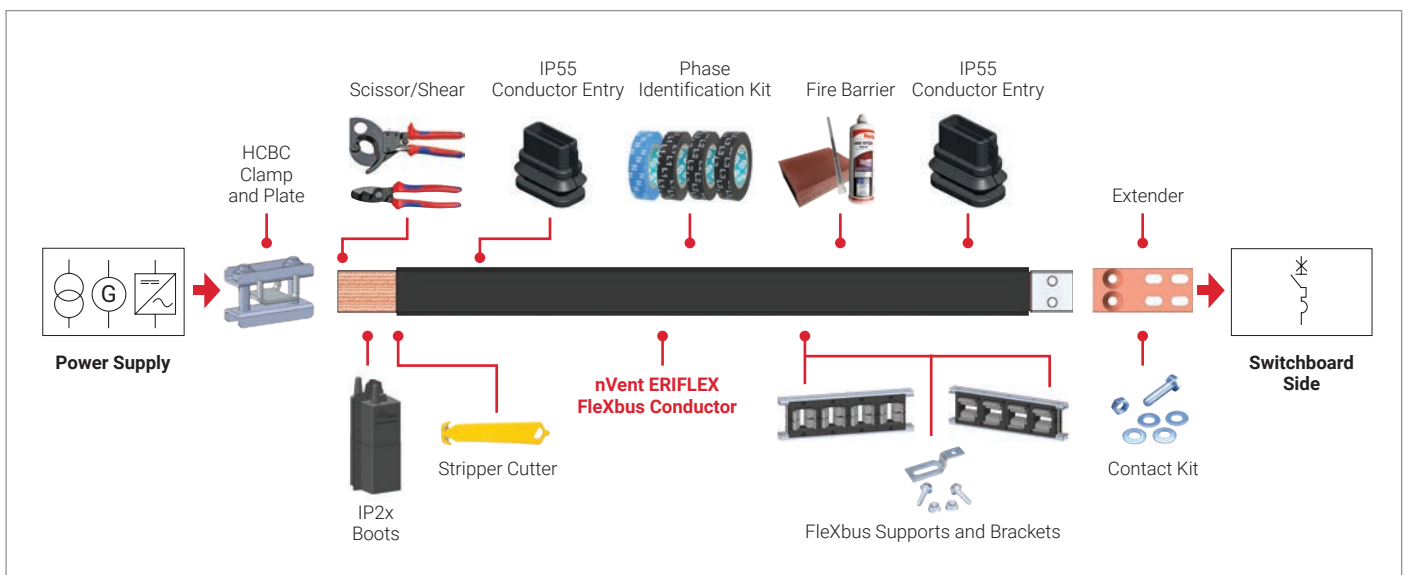 Scissor/Shear
IP55
Conductor Entry
Phase
Identification Kit
Fire Barrier
IP55
Conductor Entry
HCBC
Clamp
and Plate
Extender
G
Power Supply
Switchboard
Side
nVent ERIFLEX
FleXbus Conductor
Stripper Cutter
IP2x
Boots
FleXbus Supports and Brackets
Contact Kit